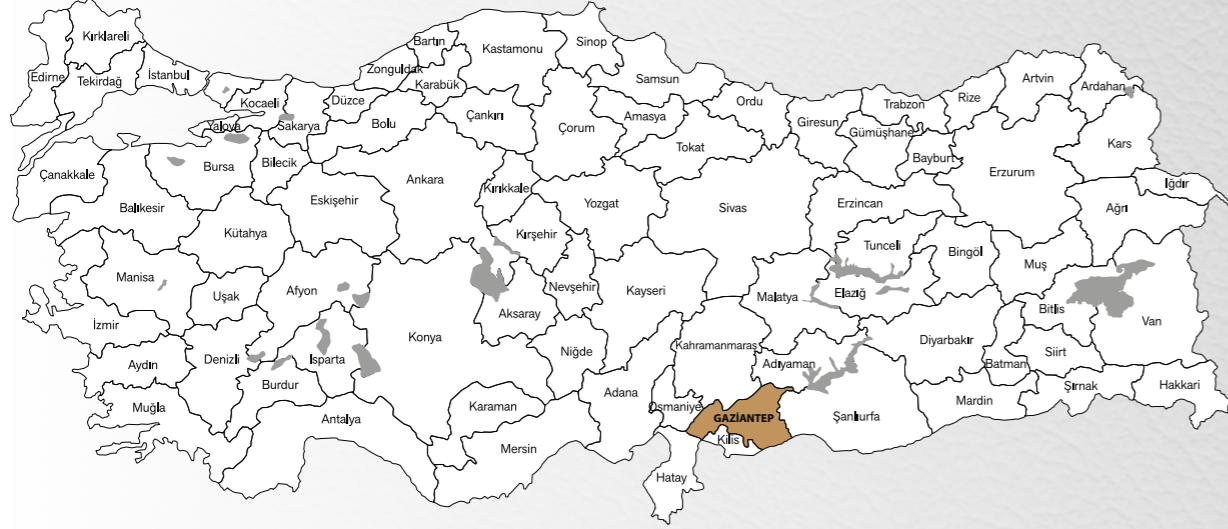 Kırklareli
Edirne
Tekirdağ
İstanbul
Kocaeli
Yalova
Sakarya
Düzce
Zonguldak
Bartın
Karabük
Kastamonu
Sinop
Samsun
Bolu
Çankırı
Çorum
Amasya
Tokat
Ordu
Giresun
Trabzon
Gümüşhane
Rize
Bayburt
Artvin
Ardahan
Kars
Iğdır
Erzurum
Ağrı
Çanakkale
Balıkesir
Bursa
Bilecik
Eskişehir
Kütahya
Ankara
Kırıkkale
Kırşehir
Yozgat
Sivas
Erzincan
Tunceli
Bingöl
Muş
Bitlis
Van
Manisa
Uşak
Afyon
İzmir
Aydın
Denizli
Isparta
Burdur
Muğla
Antalya
Konya
Aksaray
Nevşehir
Niğde
Kayseri
Malatya
Elazığ
Kahramanmaraş
Adıyaman
Diyarbakır
Batman
Siirt
Şırnak
Hakkari
Mardin
Şanlıurfa
Karaman
Mersin
Adana
Osmaniye
GAZİANTEP
Kilis
Hatay